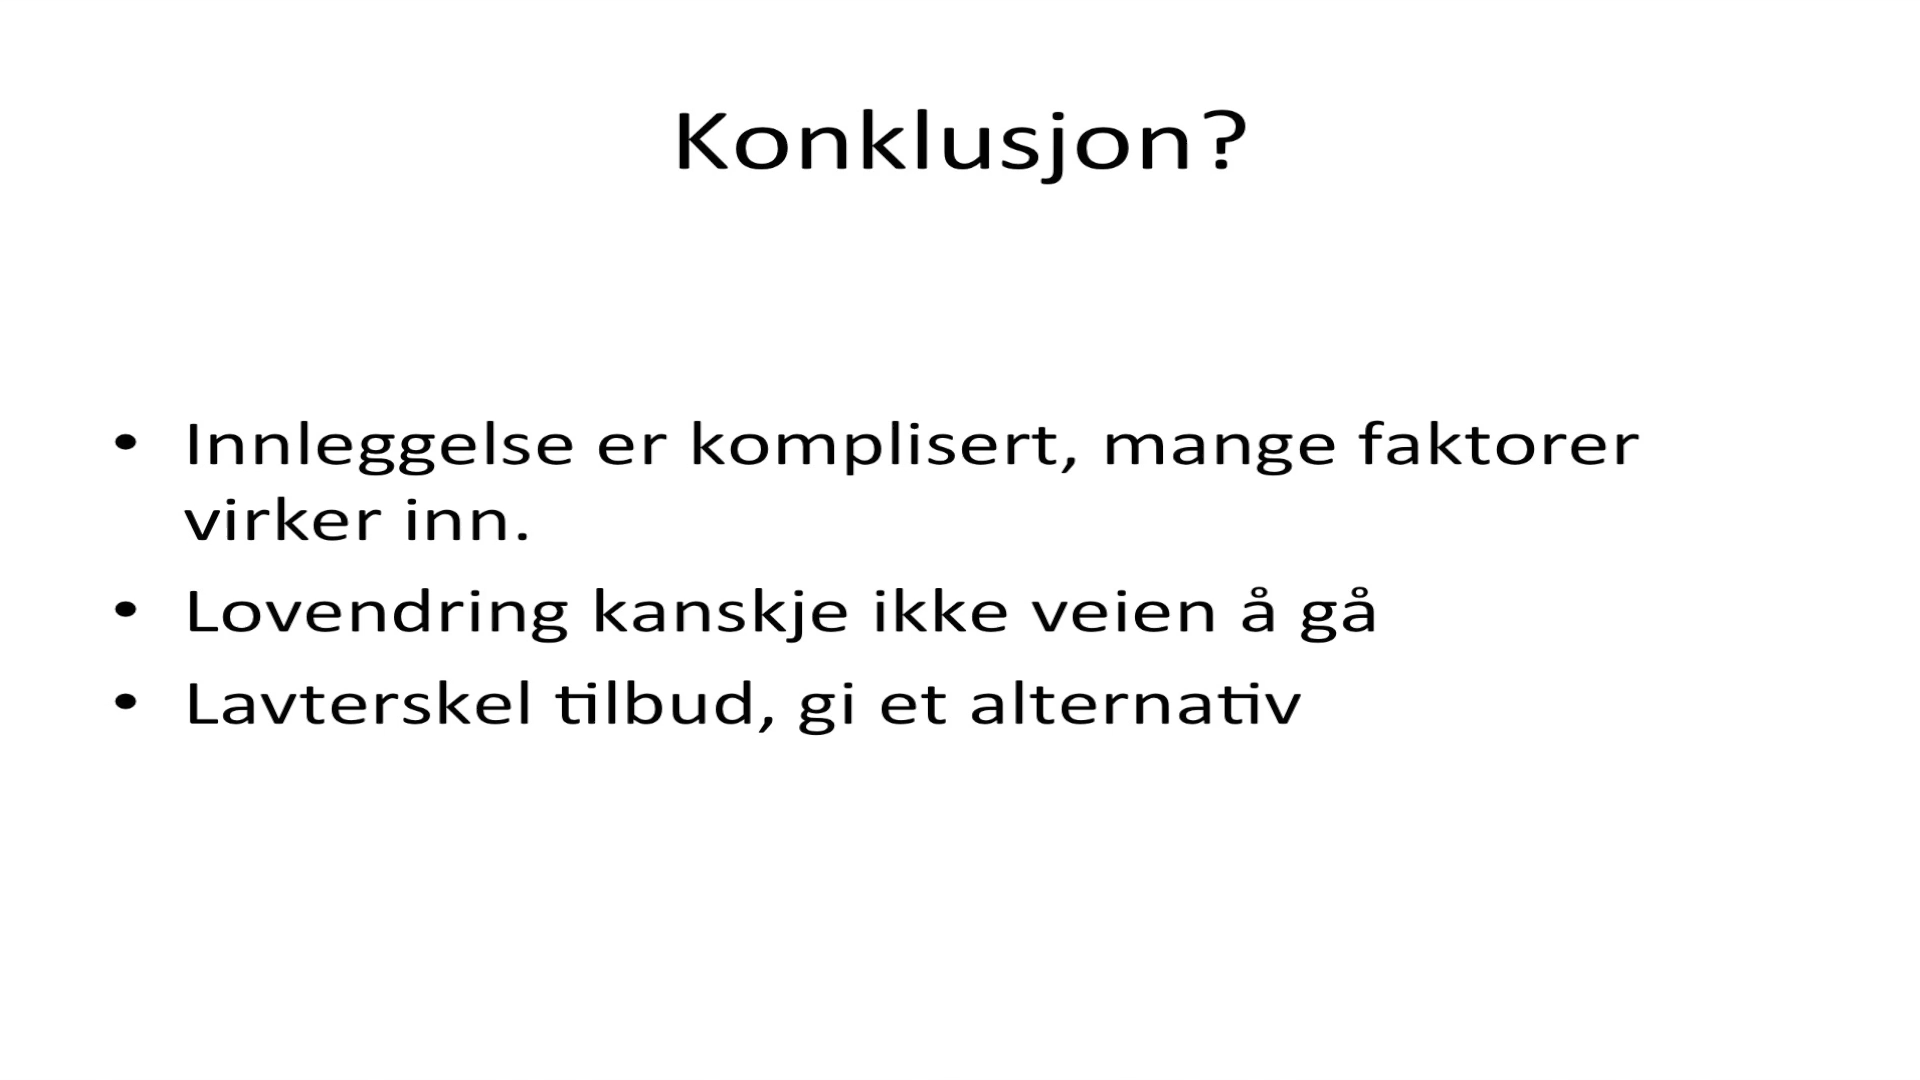 Konklusjon?
• Innleggelse er komplisert, mange faktorer
virker inn.
• Lovendring kanskje ikke veien å gå
• Lavterskel tilbud, gi et alternativ